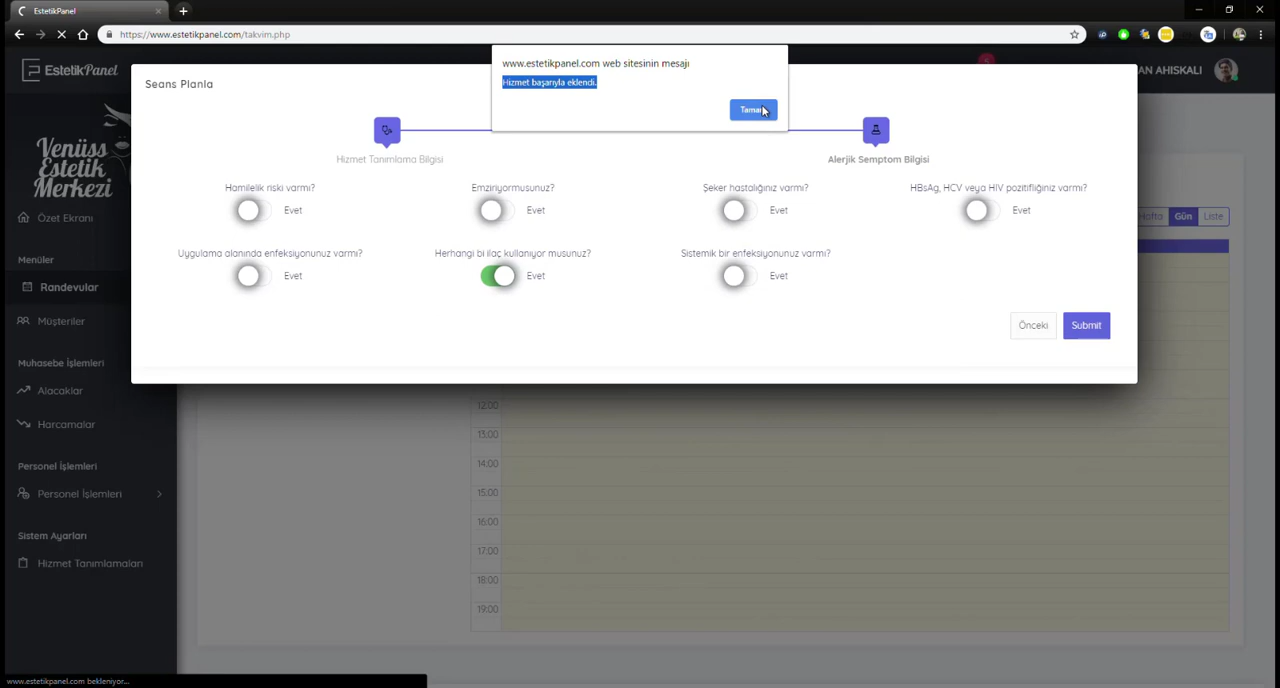 EstetikPanel
https://www.estetikpanel.com/takvim.php
EstetikPanel
AN AHISKALI
www.estetikpanel.com web sitesinin mesajı
Hizmet başarıyla eklendi.
Tamam
Seans Planla
Hizmet Tanımlama Bilgisi
Alerjik Semptom Bilgisi
Hamilelik riski varmı?
Emziriyormusunuz?
Şeker hastalığınız varmı?
HBsAg, HCV veya HIV pozitifliğiniz varmı?
Evet
Evet
Evet
Evet
Uygulama alanında enfeksiyonunuz varmı?
Herhangi bi ilaç kullanıyor musunuz?
Sistemik bir enfeksiyonunuz varmı?
Evet
Evet
Evet
Önceki
Submit
Venüss
Estetik
Merkezi
Özet Ekranı
Menüler
Randevular
Müşteriler
Muhasebe İşlemleri
Alacaklar
Harcamalar
Personel İşlemleri
Personel İşlemleri
Sistem Ayarları
Hizmet Tanımlamaları
Hafta
Gün
Liste
12:00
13:00
14:00
15:00
16:00
17:00
18:00
19:00
www.estetikpanel.com bekleniyor...